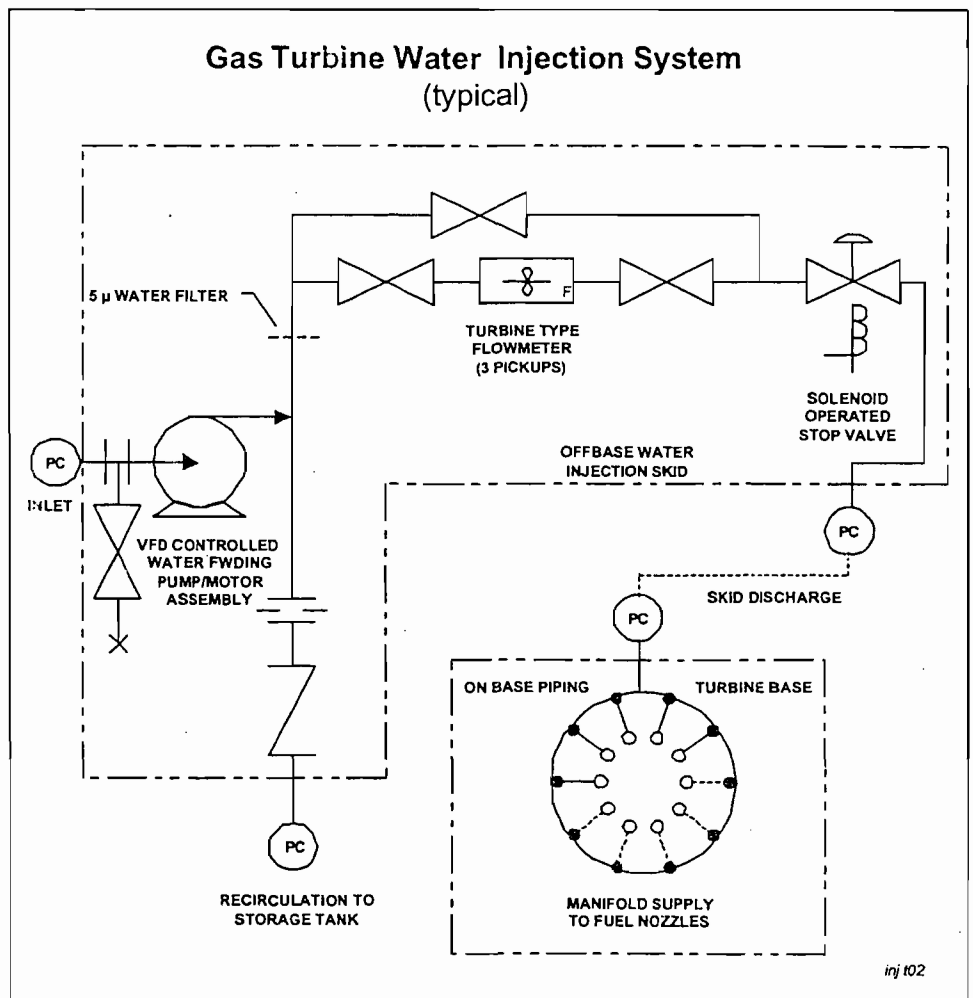 Gas Turbine Water Injection System
(typical)
5 µ WATER FILTER
F
TURBINE TYPE
FLOWMETER
(3 PICKUPS)
SOLENOID
OPERATED
STOP VALVE
OFFBASE WATER
INJECTION SKID
PC
INLET
PC
VFD CONTROLLED
WATER FWDING
PUMP/MOTOR
ASSEMBLY
SKID DISCHARGE
PC
ON BASE PIPING
TURBINE BASE
PC
RECIRCULATION TO
STORAGE TANK
MANIFOLD SUPPLY
TO FUEL NOZZLES
inj t02